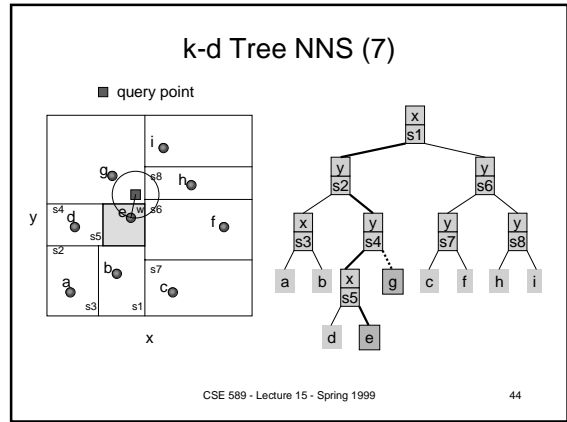 k-d Tree NNS (7)
query point
x
s1
i
y
s2
y
s6
g
s8
h
e
w
s6
s4
d
f
y
s5
x
s3
y
s4
y
s7
y
s8
s2
b
s7
a
c
s3
s1
a
b
x
s5
g
c
f
h
i
x
d
e
CSE 589 - Lecture 15 - Spring 1999
44